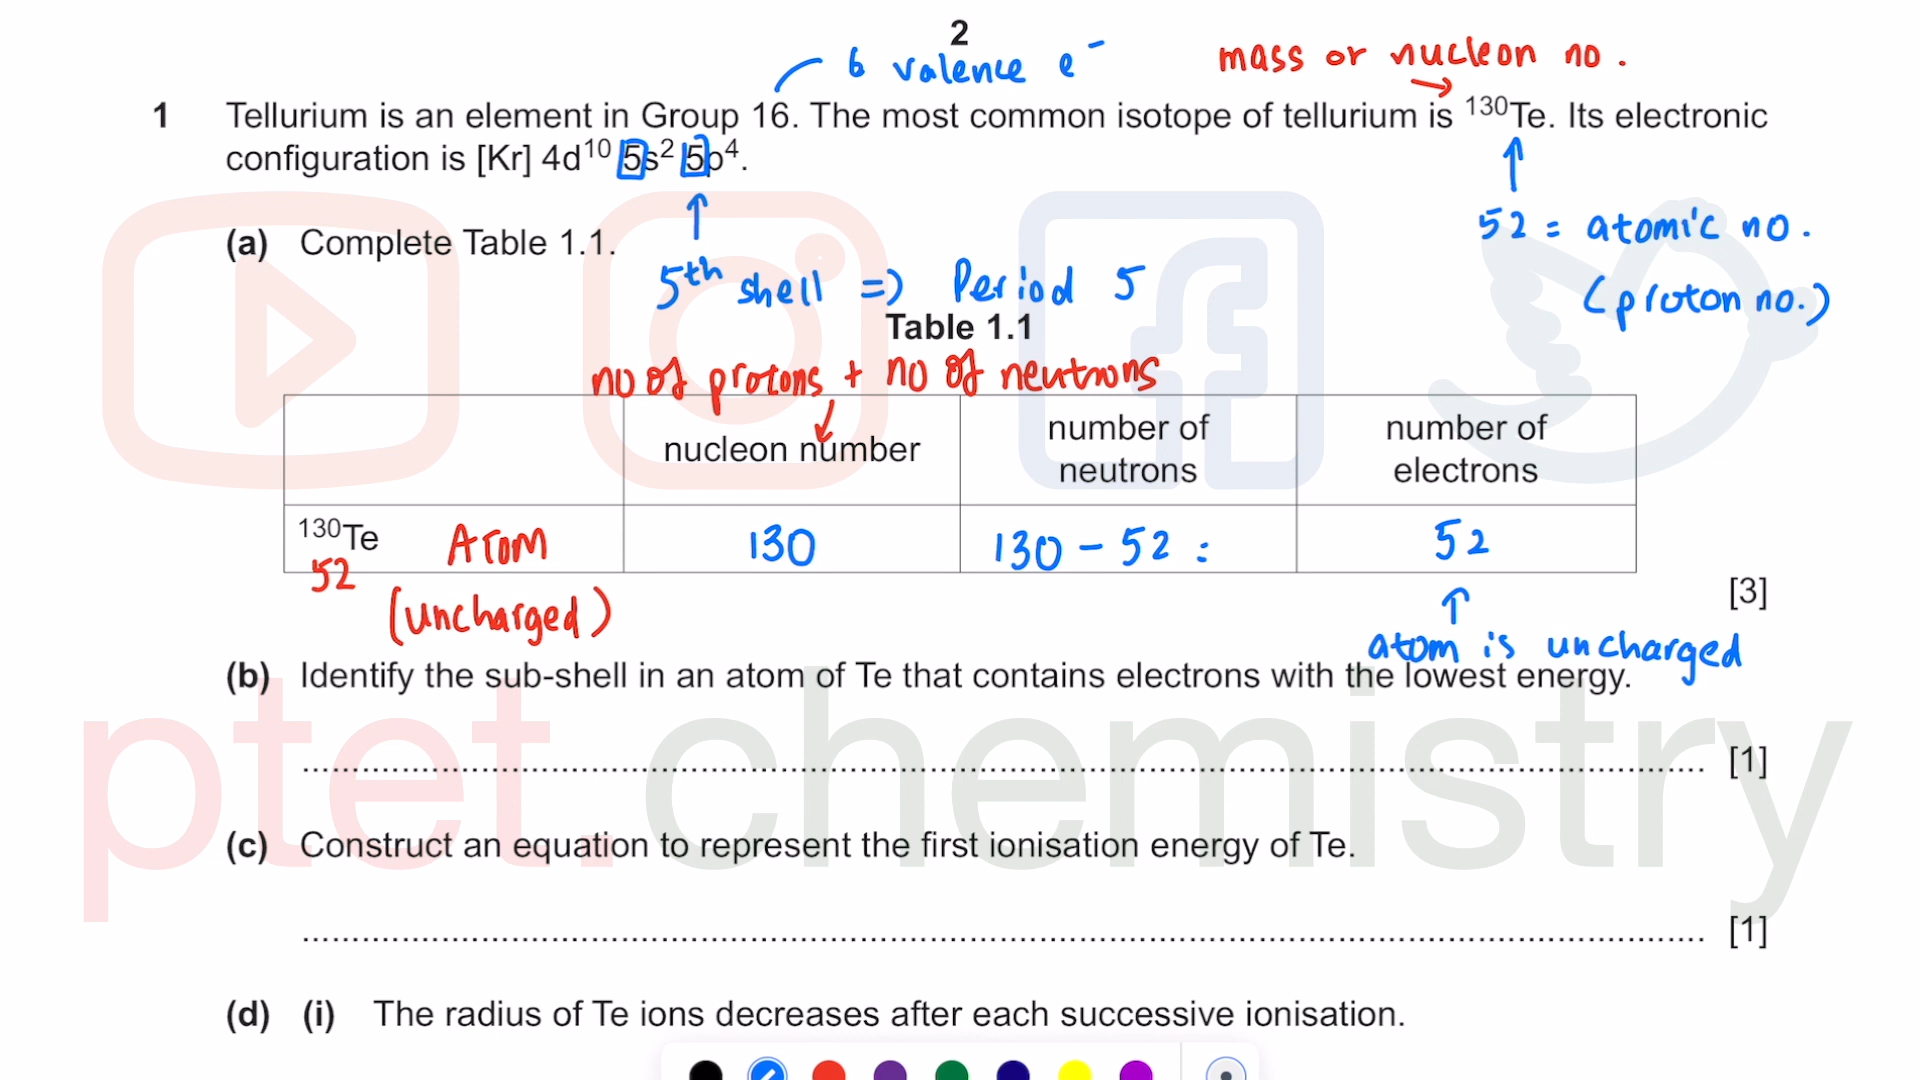 2
6 valence e⁻
mass or nucleon no.
1 Tellurium is an element in Group 16. The most common isotope of tellurium is ¹³⁰Te. Its electronic
configuration is [Kr] 4d¹⁰ 5s² 5p⁴.
52 = atomic no.
(proton no.)
(a) Complete Table 1.1.
5th shell => Period 5
Table 1.1
no of protons + no of neutrons
nucleon number
number of neutrons
number of electrons
¹³⁰Te Atom 130 130 - 52 = 52
52
(uncharged)
[3]
atom is uncharged
(b) Identify the sub-shell in an atom of Te that contains electrons with the lowest energy.
ptet.chemistry
[1]
(c) Construct an equation to represent the first ionisation energy of Te.
[1]
(d) (i) The radius of Te ions decreases after each successive ionisation.